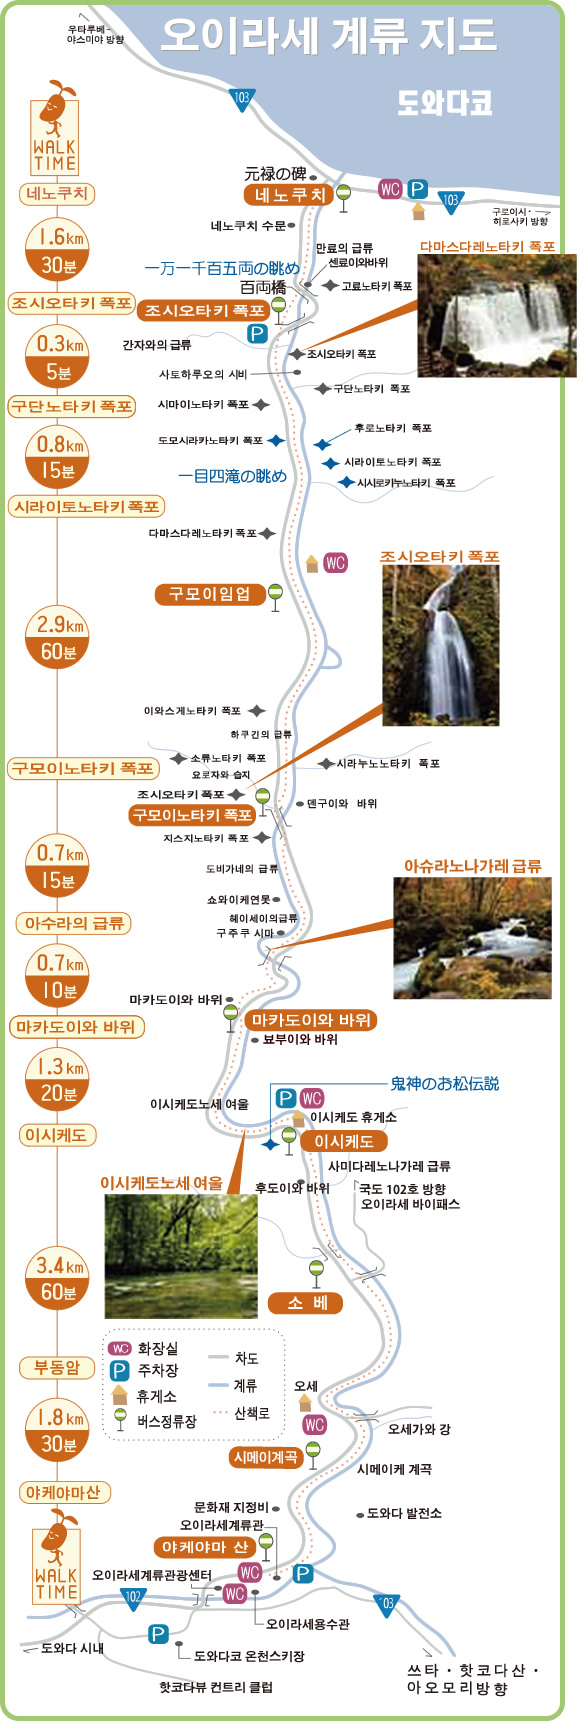 오이라세 계류 지도
우타루베-
야스미야 방향
103
도와다코
WALK
TIME
네노쿠치
1.6km
30분
조시오타키 폭포
0.3km
5분
구단노타키 폭포
0.8km
15분
시라이토노타키 폭포
2.9km
60분
구모이노타키 폭포
0.7km
15분
아수라의 급류
0.7km
10분
마카도이와 바위
1.3km
20분
이시케도
3.4km
60분
부동암
1.8km
30분
야케야마산
WALK
TIME
元禄の碑
네노쿠치
WC
P
103
구로이시·
히로사키 방향
네노쿠치 수문
万料の急流
센료이와바위
一万一千百五両の眺め
百両橋
고료노타키 폭포
조시오타키 폭포
P
다마스다레노타키 폭포
간자와의 급류
조시오타키 폭포
사토하루오의 시비
구단노타키 폭포
시마이노타키 폭포
도모시라카노타키 폭포
후로노타키 폭포
시라이토노타키 폭포
一目四滝の眺め
시시로카누노타키 폭포
다마스다레노타키 폭포
WC
구모이임업
조시오타키 폭포
이와스게노타키 폭포
하쿠긴의 급류
소류노타키 폭포
시라누노노타키 폭포
요로자와 습지
조시오타키 폭포
구모이노타키 폭포
덴구이와 바위
지스지노타키 폭포
도비가네의 급류
아슈라노나가레 급류
쇼와이케연못
헤이세이의급류
구주쿠 시마
마카도이와 바위
마카도이와 바위
뵤부이와 바위
鬼神のお松伝説
이시케도노세 여울
P
WC
이시케도 휴게소
이시케도
사미다레노나가레 급류
이시케도노세 여울
후도이와 바위
국도 102호 방향
오이라세 바이패스
소 베
WC 화장실
P 주차장
휴게소
버스정류장
차도
계류
산책로
오세
WC
오세가와 강
시메이계곡
시메이케 계곡
문화재 지정비
도와다 발전소
오이라세계류관
야케야마 산
WC
P
오이라세계류관광센터
WC
102
103
오이라세용수관
P
도와다 시내
도와다코 온천스키장
핫코다뷰 컨트리 클럽
쓰타 · 핫코다산 ·
아오모리방향